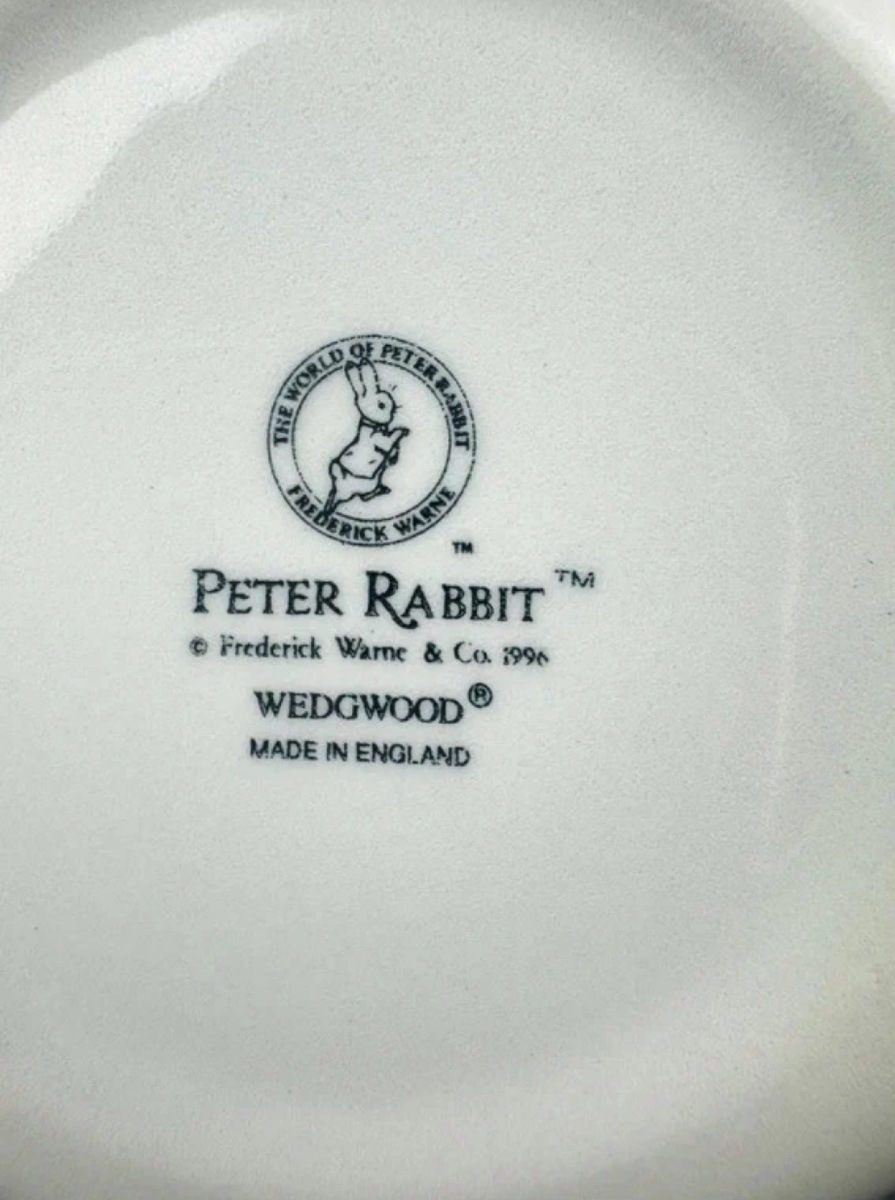 THE WORLD OF PETER RABBIT
FREDERICK WARNE
TM
PETER RABBIT TM
© Frederick Warne & Co. 1996
WEDGWOOD®
MADE IN ENGLAND